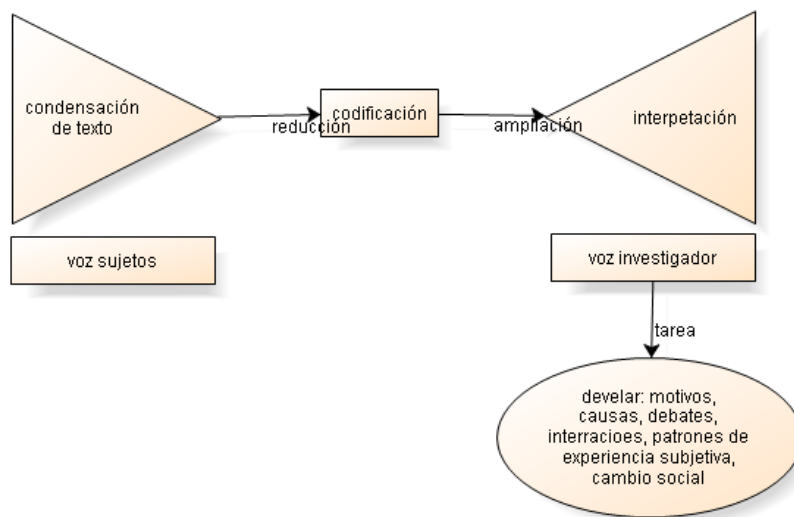 condensación
de texto
reducción
codificación
ampliación
interpetación
voz sujetos
voz investigador
tarea
develar: motivos,
causas, debates,
interracioes, patrones de
experiencia subjetiva,
cambio social